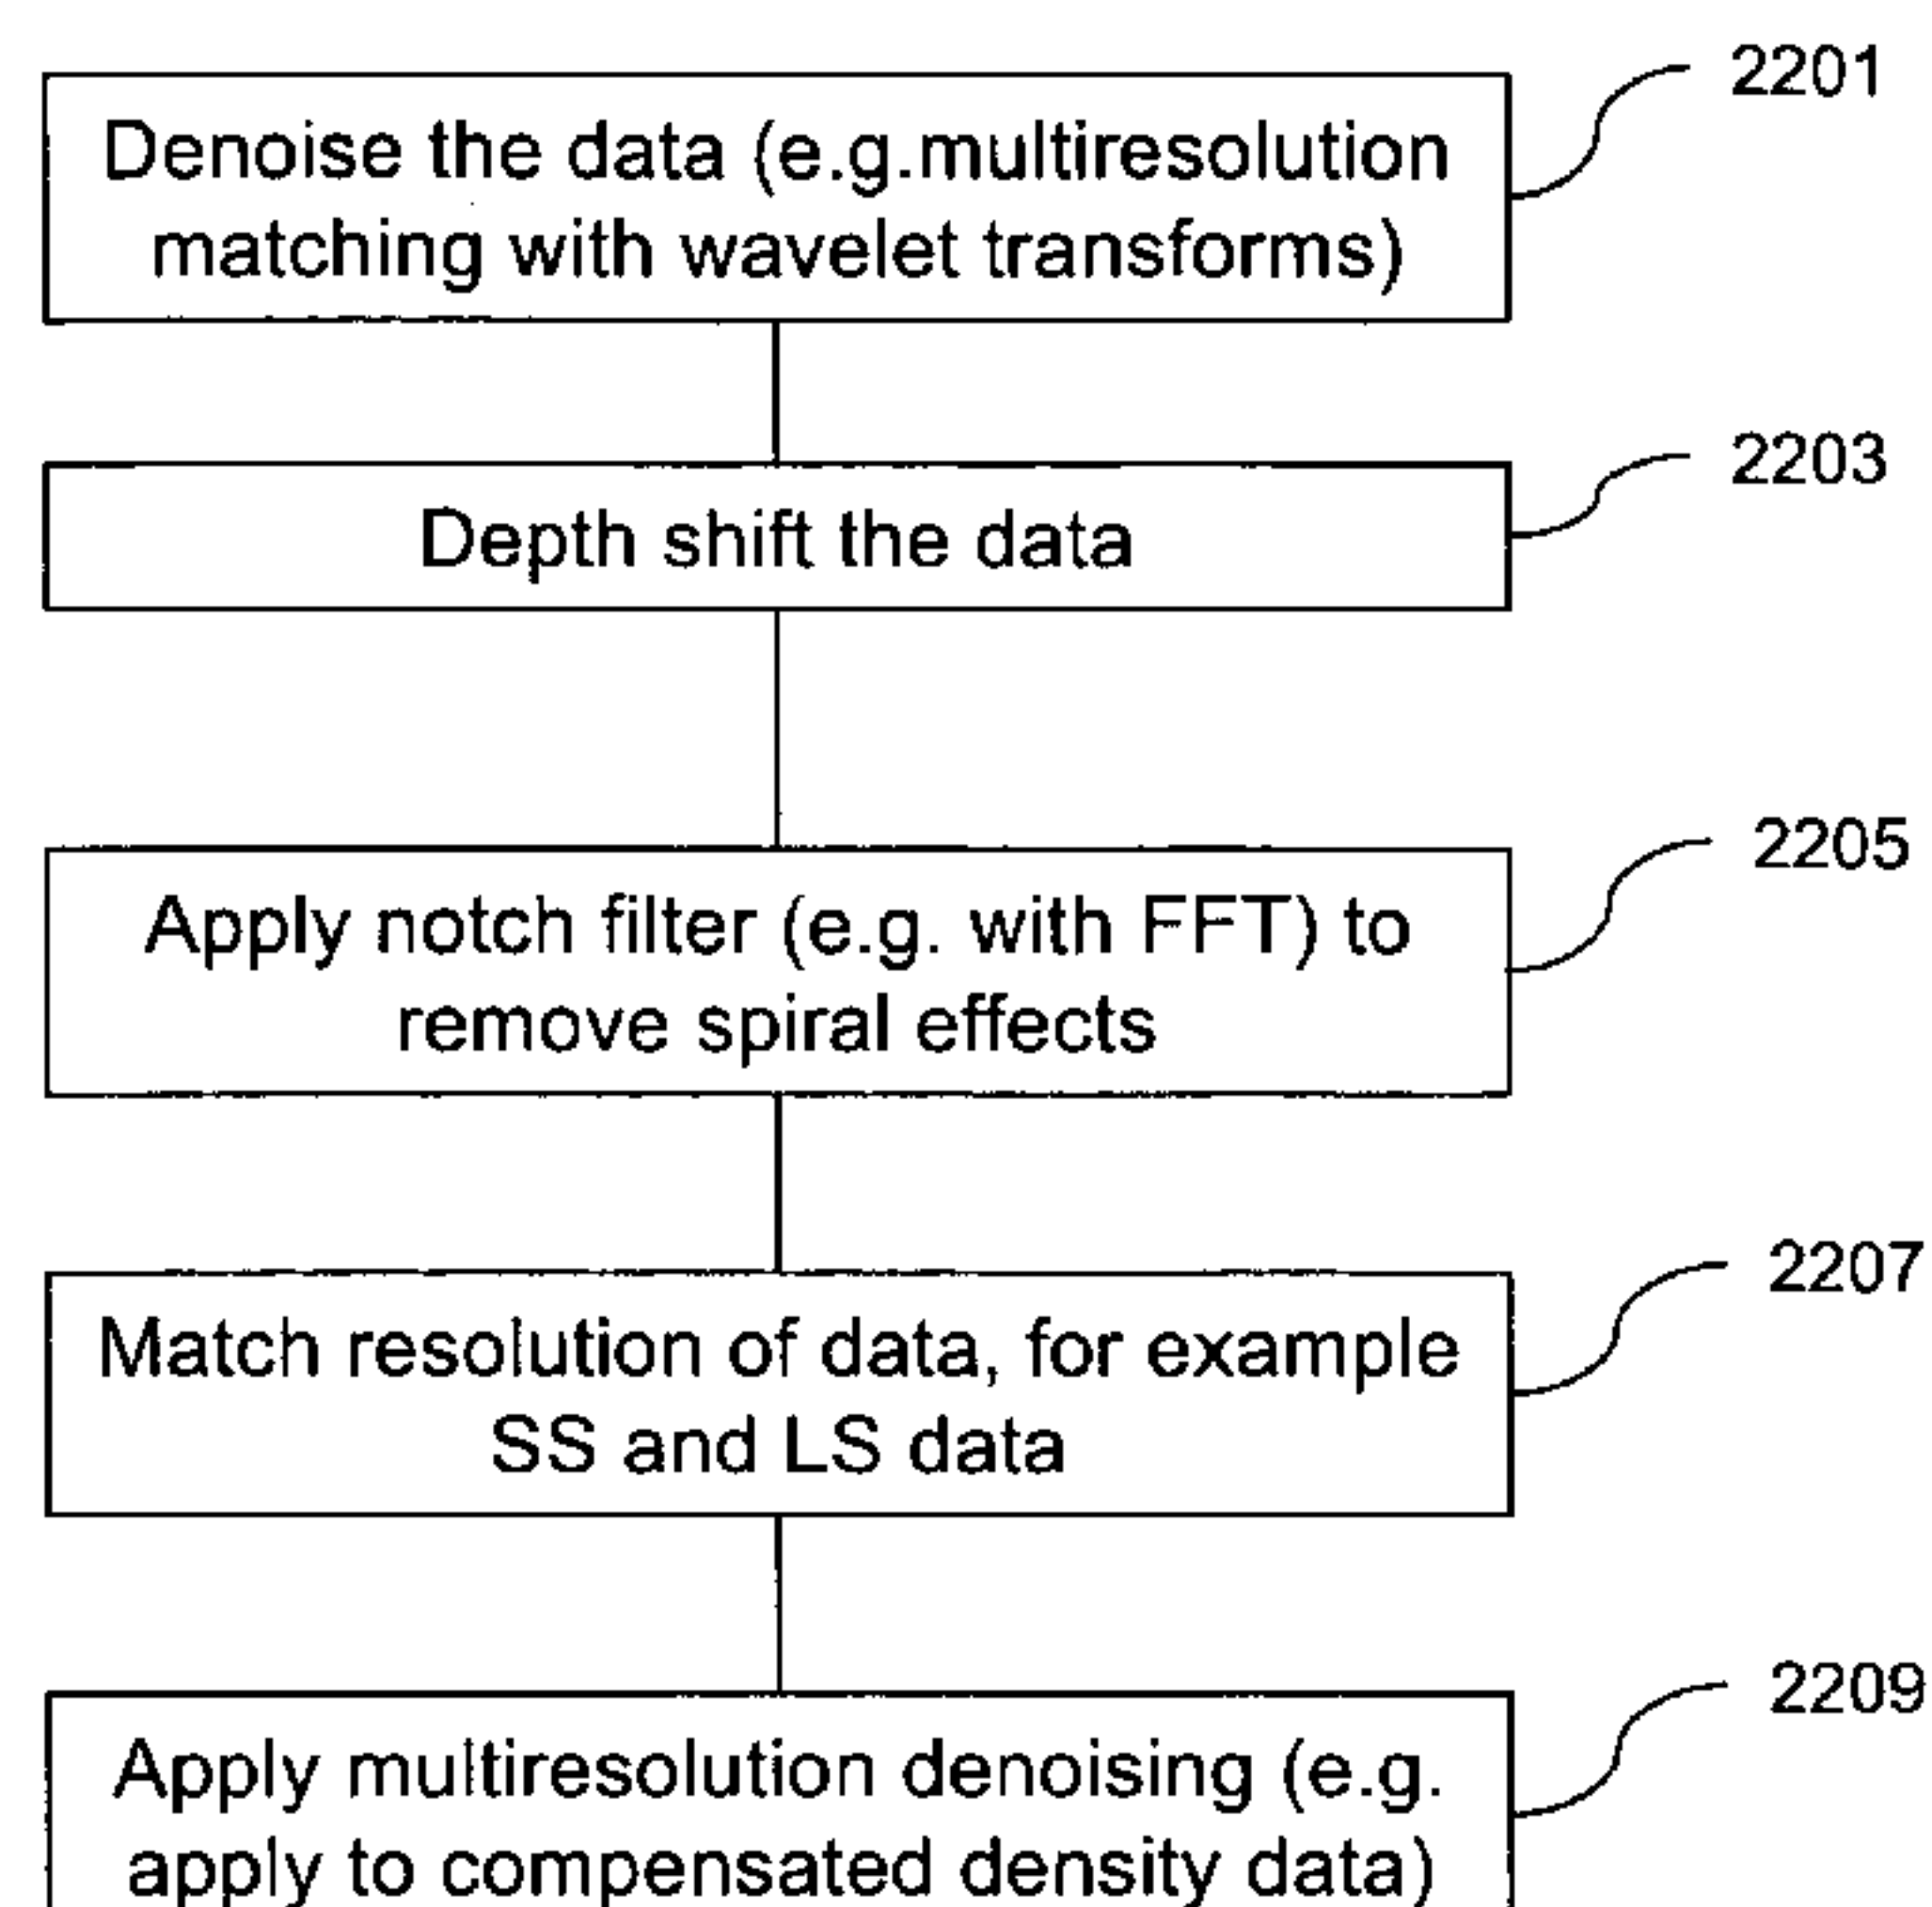 2201
Denoise the data (e.g.multiresolution
matching with wavelet transforms)
2203
Depth shift the data
2205
Apply notch filter (e.g. with FFT) to
remove spiral effects
2207
Match resolution of data, for example
SS and LS data
2209
Apply multiresolution denoising (e.g.
apply to compensated density data)